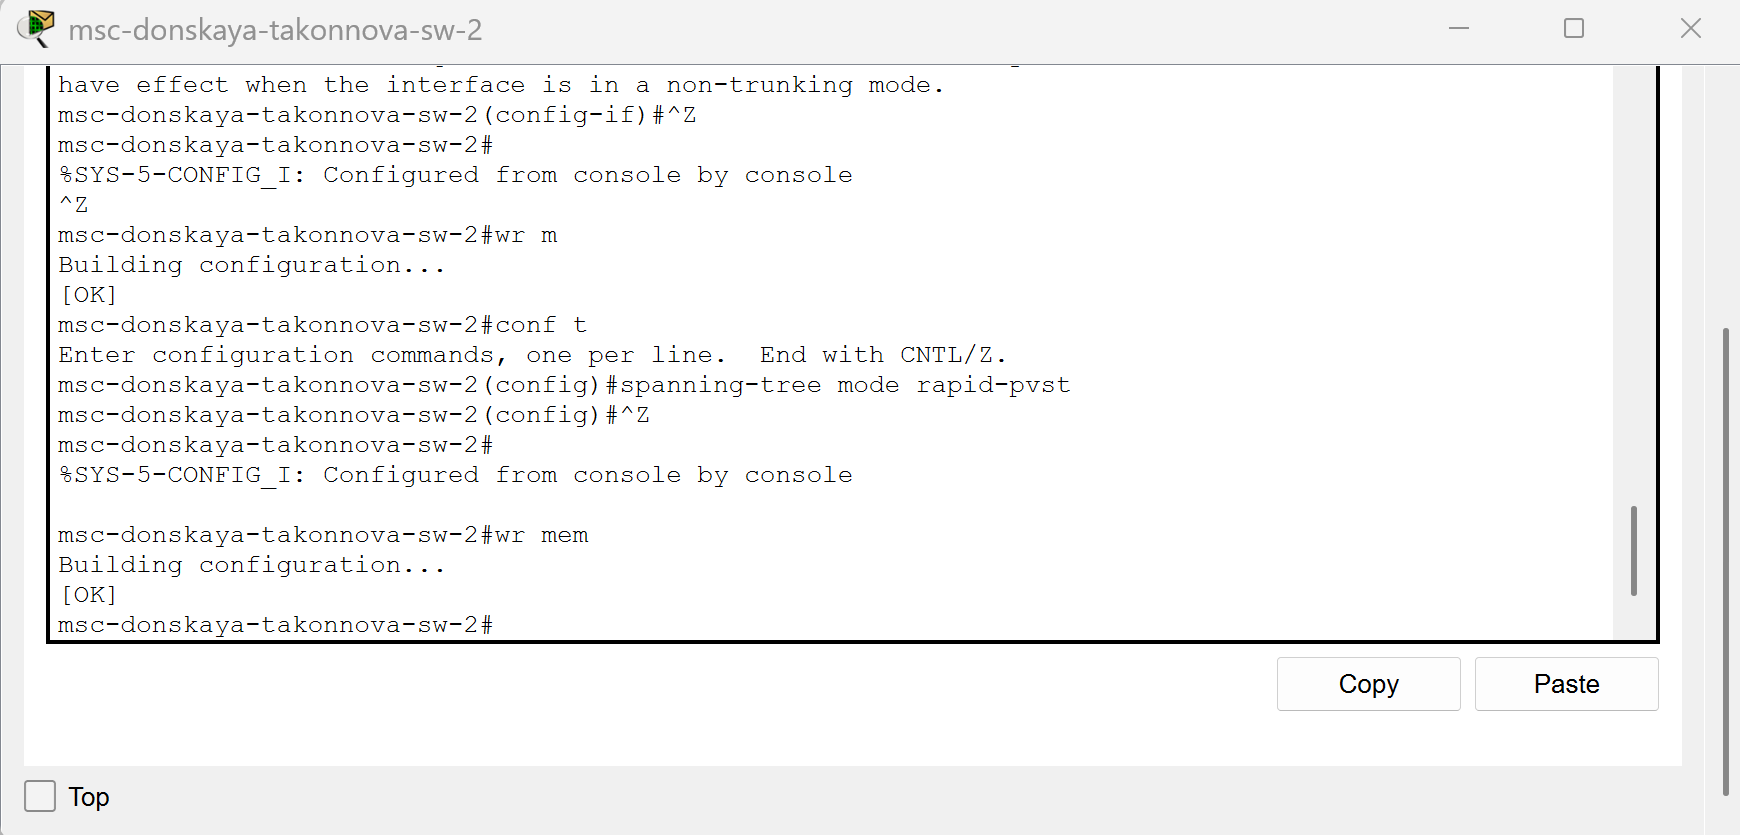 msc-donskaya-takonnova-sw-2
have effect when the interface is in a non-trunking mode.
msc-donskaya-takonnova-sw-2(config-if)#^Z
msc-donskaya-takonnova-sw-2#
%SYS-5-CONFIG_I: Configured from console by console
^Z
msc-donskaya-takonnova-sw-2#wr m
Building configuration...
[OK]
msc-donskaya-takonnova-sw-2#conf t
Enter configuration commands, one per line.  End with CNTL/Z.
msc-donskaya-takonnova-sw-2(config)#spanning-tree mode rapid-pvst
msc-donskaya-takonnova-sw-2(config)#^Z
msc-donskaya-takonnova-sw-2#
%SYS-5-CONFIG_I: Configured from console by console
msc-donskaya-takonnova-sw-2#wr mem
Building configuration...
[OK]
msc-donskaya-takonnova-sw-2#
Copy
Paste
Top